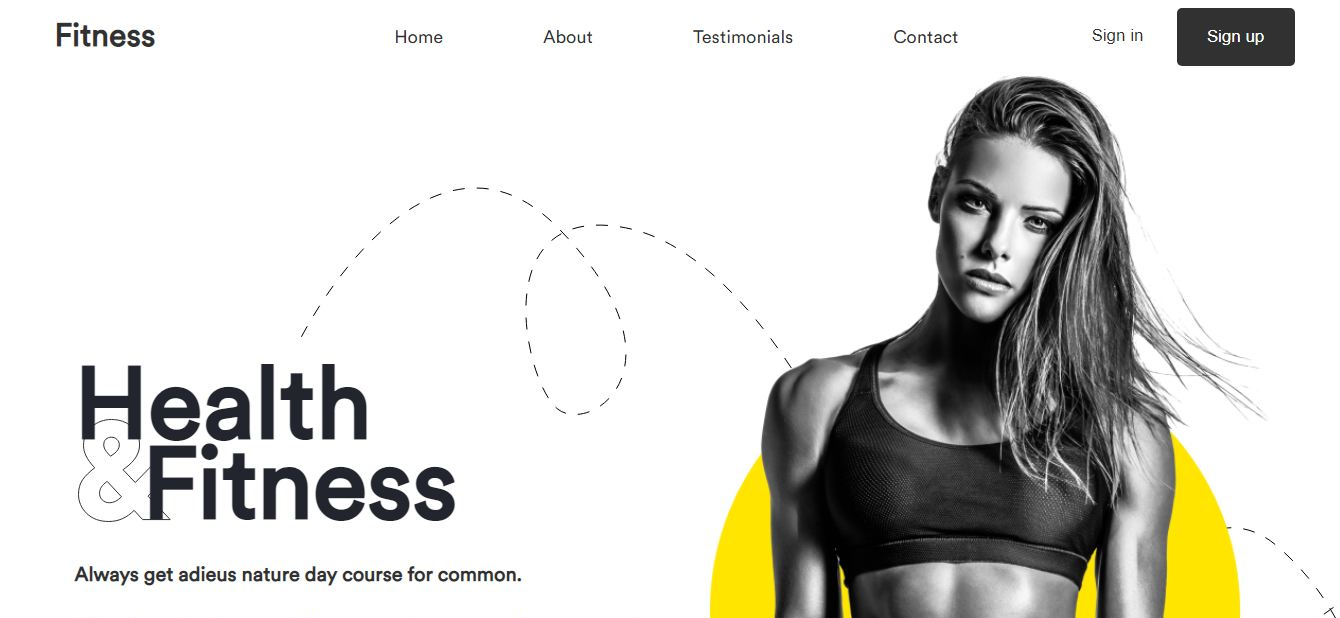 Fitness
Home About Testimonials Contact Sign in Sign up
Health
&Fitness
Always get adieus nature day course for common.